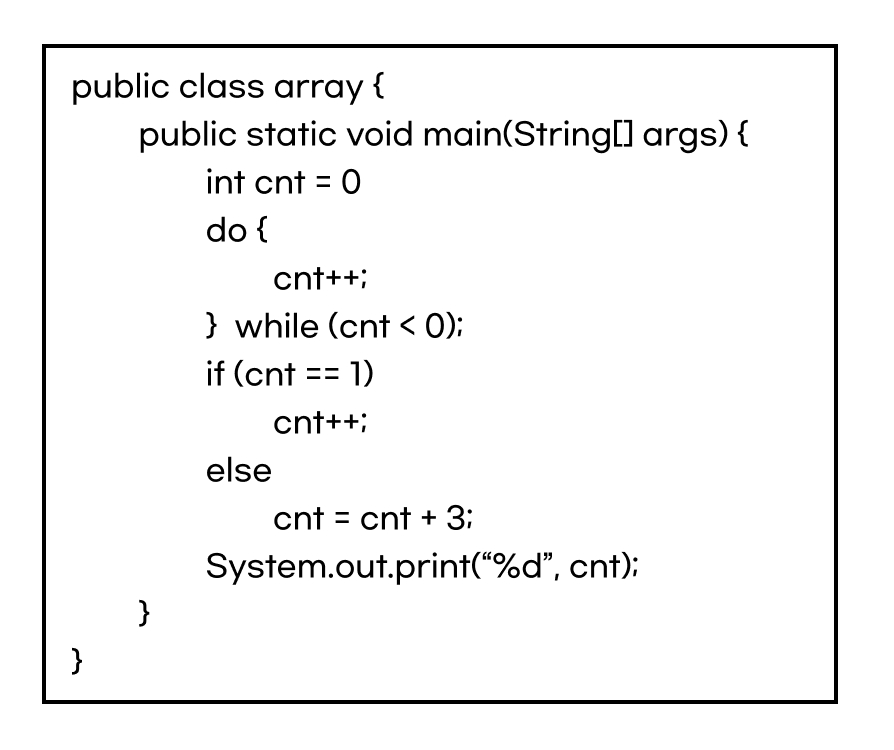 public class array {
public static void main(String[] args) {
int cnt = 0
do {
cnt++;
}  while (cnt < 0);
if (cnt == 1)
cnt++;
else
cnt = cnt + 3;
System.out.print(“%d”, cnt);
}
}